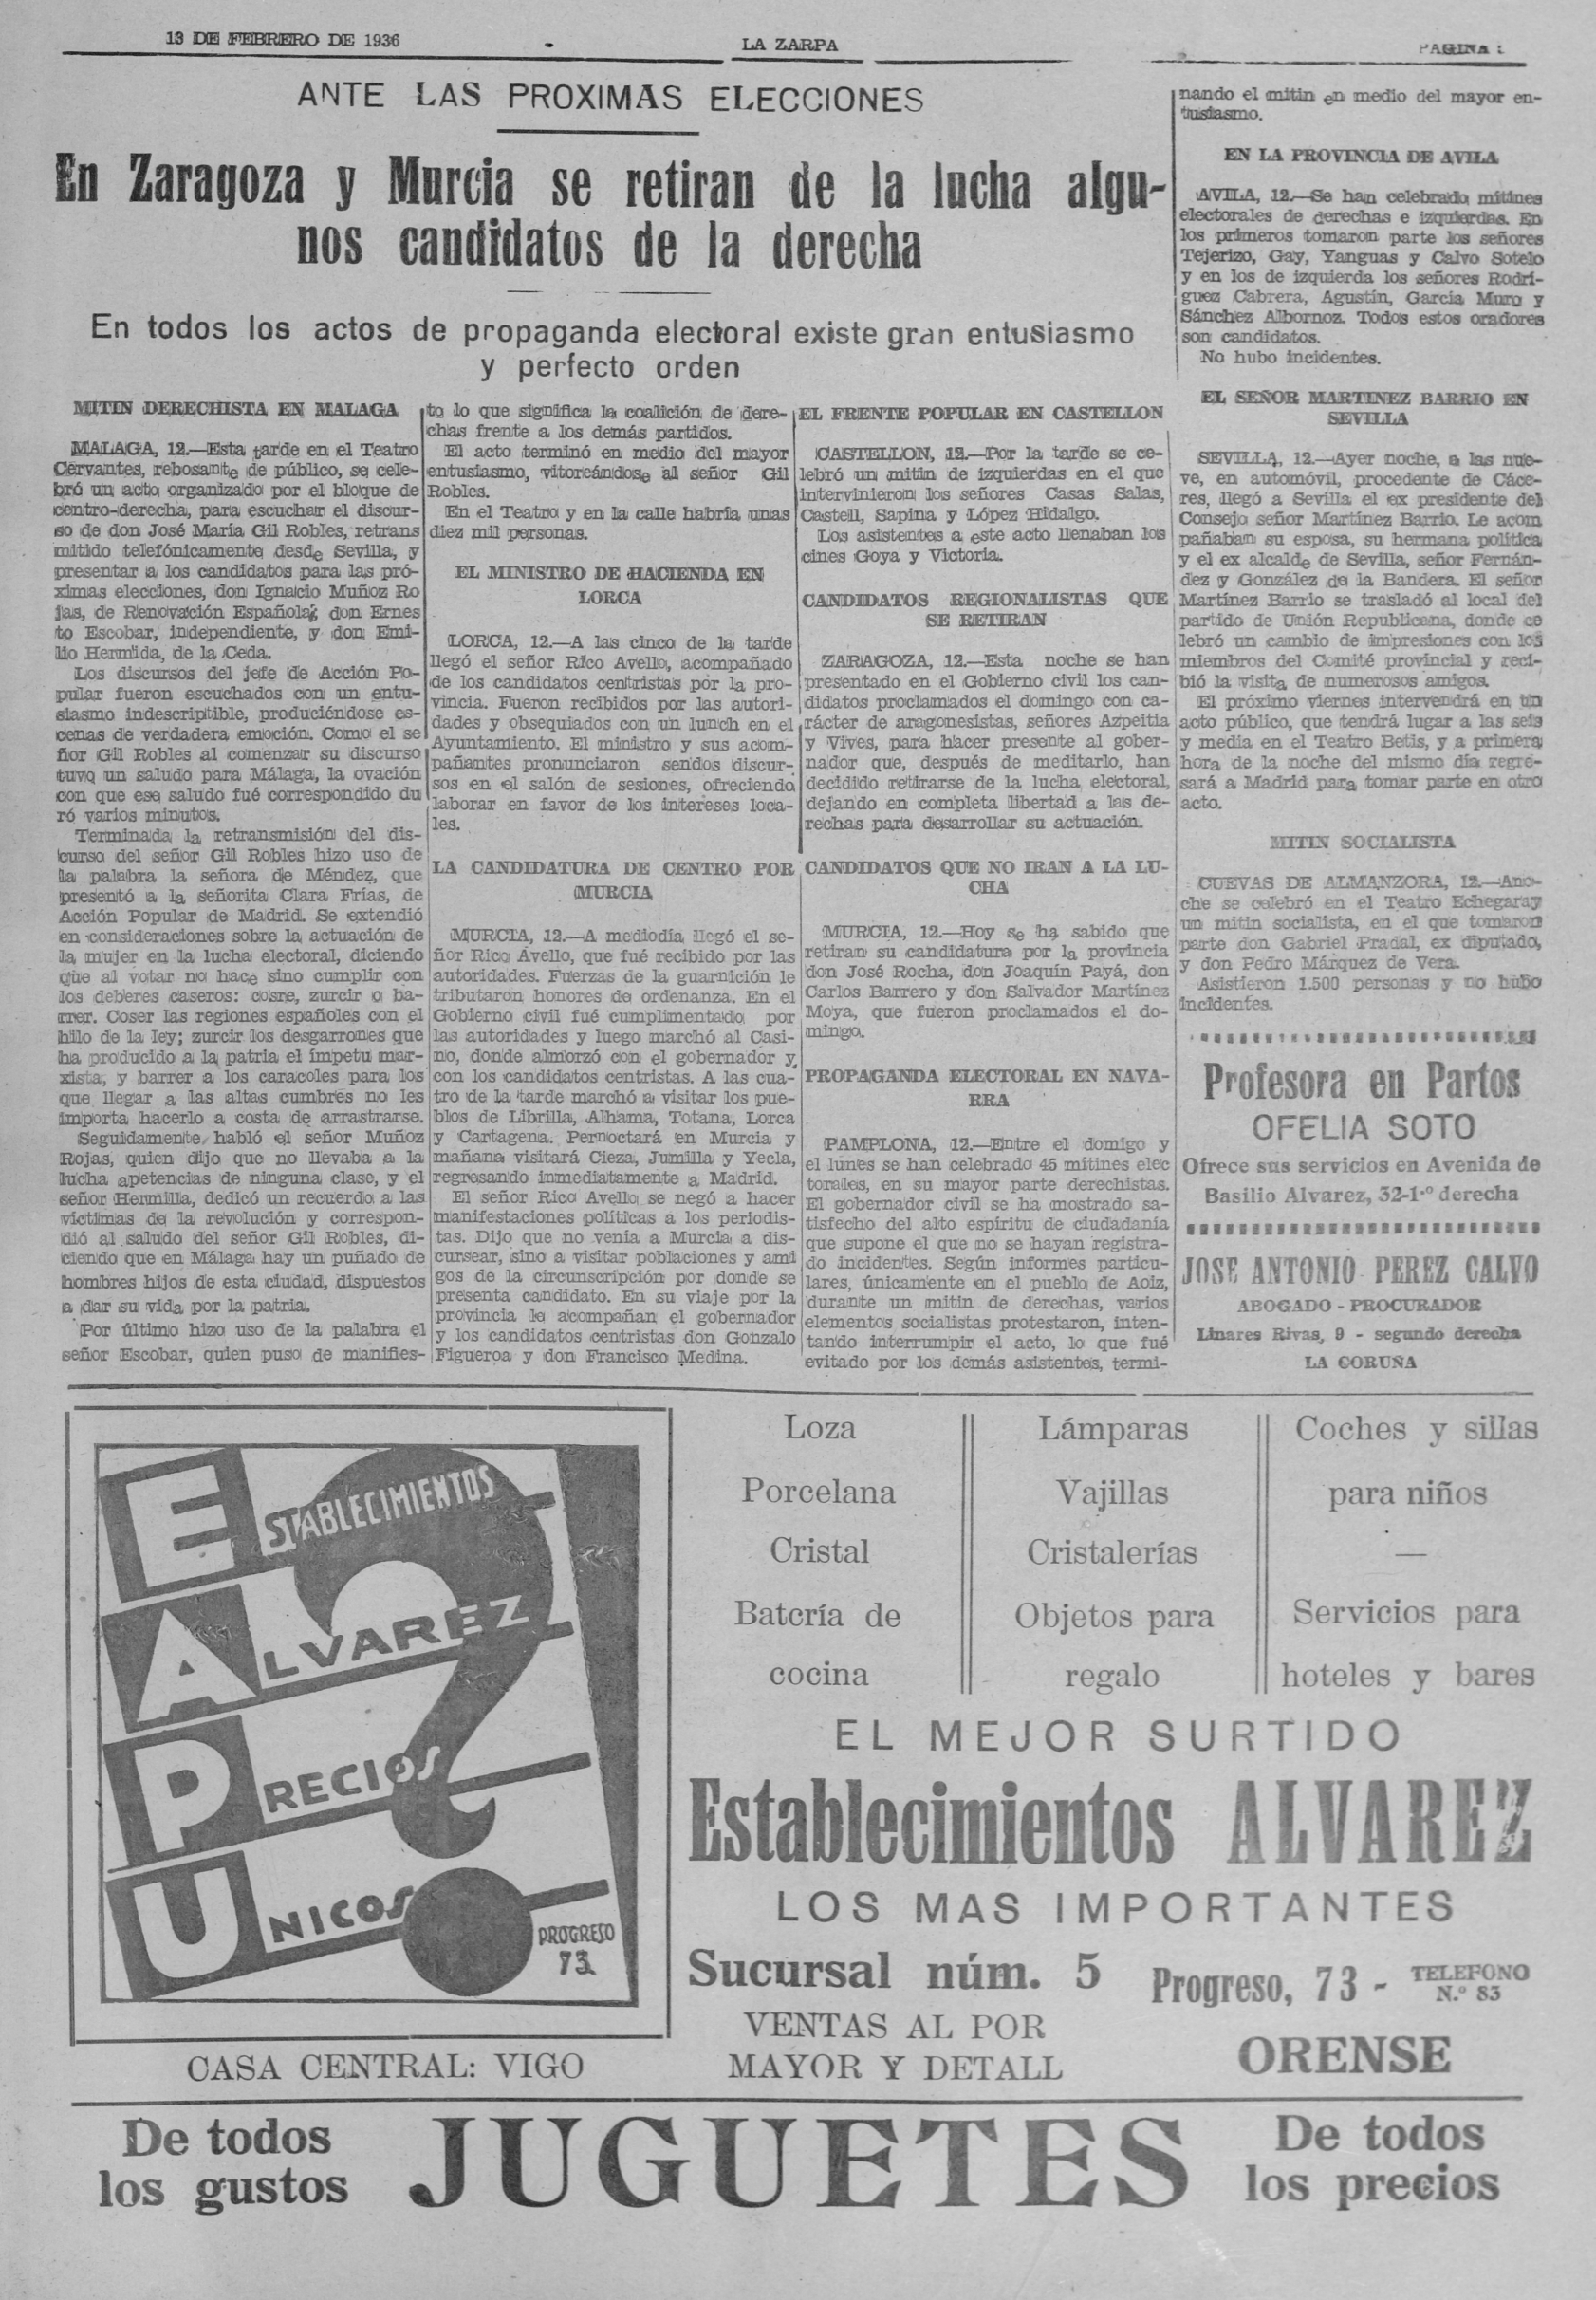 13 DE FEBRERO DE 1936
LA ZARPA
PAGINA
ANTE LAS PROXIMAS ELECCIONES
En Zaragoza y Murcia se retiran de la lucha algu-
nos candidatos de la derecha
En todos los actos de propaganda electoral existe gran entusiasmo
y perfecto orden
MITIN DERECHISTA EN MALAGA
MALAGA, 12.—Esta tarde en el Teatro
Cervantes, rebosante de público, se cele-
bró un acto organizado por el bloque de
centro-derecha, para escuchar el discur-
so de don José María Gil Robles, retrans
mitido telefónicamente desde Sevilla, y
presentar a los candidatos para las pró-
ximas elecciones, don Ignacio Muñoz Ro
jas, de Renovación Española; don Ernes
to Escobar, independiente, y don Emi-
lio Hermida, de la Ceda.
Los discursos del jefe de Acción Po-
pular fueron escuchados con un entu-
siasmo indescriptible, produciéndose es-
cenas de verdadera emoción. Como el se
ñor Gil Robles al comenzar su discurso
tuvo un saludo para Málaga, la ovación
con que ese saludo fué correspondido du
ró varios minutos.
Terminada la retransmisión del dis-
curso del señor Gil Robles hizo uso de
la palabra la señora de Méndez, que
presentó a la señorita Clara Frías, de
Acción Popular de Madrid. Se extendió
en consideraciones sobre la actuación de
la mujer en la lucha electoral, diciendo
que al votar no hace sino cumplir con
los deberes caseros: cosre, zurcir o ba-
rrer. Coser las regiones españoles con el
hilo de la ley; zurcir los desgarrones que
ha producido a la patria el ímpetu mar-
xista, y barrer a los caracoles para los
que llegar a las altas cumbres no les
importa hacerlo a costa de arrastrarse.
Seguidamente habló el señor Muñoz
Rojas, quien dijo que no llevaba a la
lucha apetencias de ninguna clase, y el
señor Hermilla, dedicó un recuerdo a las
víctimas de la revolución y correspon-
dió al saludo del señor Gil Robles, di-
ciendo que en Málaga hay un puñado de
hombres hijos de esta ciudad, dispuestos
a dar su vida por la patria.
Por último hizo uso de la palabra el
señor Escobar, quien puso de manifies-
to lo que significa la coalición de dere-
chas frente a los demás partidos.
El acto terminó en medio del mayor
entusiasmo, vitoreándose al señor Gil
Robles.
En el Teatro y en la calle habría unas
diez mil personas.
EL MINISTRO DE HACIENDA EN
LORCA
LORCA, 12.—A las cinco de la tarde
llegó el señor Rico Avello, acompañado
de los candidatos centristas por la pro-
vincia. Fueron recibidos por las autori-
dades y obsequiados con un lunch en el
Ayuntamiento. El ministro y sus acom-
pañantes pronunciaron sendos discur-
sos en el salón de sesiones, ofreciendo
laborar en favor de los intereses loca-
les.
LA CANDIDATURA DE CENTRO POR
MURCIA
MURCIA, 12.—A mediodía llegó el se-
ñor Rico Avello, que fué recibido por las
autoridades. Fuerzas de la guarnición le
tributaron honores de ordenanza. En el
Gobierno civil fué cumplimentado por
las autoridades y luego marchó al Casi-
no, donde almorzó con el gobernador y
con los candidatos centristas. A las cua-
tro de la tarde marchó a visitar los pue-
blos de Librilla, Alhama, Totana, Lorca
y Cartagena. Pernoctará en Murcia y
mañana visitará Cieza, Jumilla y Yecla,
regresando inmediatamente a Madrid.
El señor Rico Avello se negó a hacer
manifestaciones políticas a los periodis-
tas. Dijo que no venía a Murcia a dis-
cursear, sino a visitar poblaciones y ami
gos de la circunscripción por donde se
presenta candidato. En su viaje por la
provincia le acompañan el gobernador
y los candidatos centristas don Gonzalo
Figueroa y don Francisco Medina.
EL FRENTE POPULAR EN CASTELLON
CASTELLON, 12.—Por la tarde se ce-
lebró un mitin de izquierdas en el que
intervinieron los señores Casas Salas,
Castell, Sapina y López Hidalgo.
Los asistentes a este acto llenaban los
cines Goya y Victoria.
CANDIDATOS REGIONALISTAS QUE
SE RETIRAN
ZARAGOZA, 12.—Esta noche se han
presentado en el Gobierno civil los can-
didatos proclamados el domingo con ca-
rácter de aragonesistas, señores Azpeitia
y Vives, para hacer presente al gober-
nador que, después de meditarlo, han
decidido retirarse de la lucha electoral,
dejando en completa libertad a las de-
rechas para desarrollar su actuación.
CANDIDATOS QUE NO IRAN A LA LU-
CHA
MURCIA, 12.—Hoy se ha sabido que
retiran su candidatura por la provincia
don José Rocha, don Joaquín Payá, don
Carlos Barrero y don Salvador Martínez
Moya, que fueron proclamados el do-
mingo.
PROPAGANDA ELECTORAL EN NAVA-
RRA
PAMPLONA, 12.—Entre el domigo y
el lunes se han celebrado 45 mítines elec
torales, en su mayor parte derechistas.
El gobernador civil se ha mostrado sa-
tisfecho del alto espíritu de ciudadanía
que supone el que no se hayan registra-
do incidentes. Según informes particu-
lares, únicamente en el pueblo de Aoiz,
durante un mitin de derechas, varios
elementos socialistas protestaron, inten-
tando interrumpir el acto, lo que fué
evitado por los demás asistentes, termi-
nando el mitin en medio del mayor en-
tusiasmo.
EN LA PROVINCIA DE AVILA
AVILA, 12.—Se han celebrado mítines
electorales de derechas e izquierdas. En
los primeros tomaron parte los señores
Tejerizo, Gay, Yanguas y Calvo Sotelo
y en los de izquierda los señores Rodrí-
guez Cabrera, Agustín, García Muro y
Sánchez Albornoz. Todos estos oradores
son candidatos.
No hubo incidentes.
EL SEÑOR MARTINEZ BARRIO EN
SEVILLA
SEVILLA, 12.—Ayer noche, a las nue-
ve, en automóvil, procedente de Cáce-
res, llegó a Sevilla el ex presidente del
Consejo señor Martínez Barrio. Le acom
pañaban su esposa, su hermana política
y el ex alcalde de Sevilla, señor Fernán-
dez y González de la Bandera. El señor
Martínez Barrio se trasladó al local del
partido de Unión Republicana, donde ce
lebró un cambio de impresiones con los
miembros del Comité provincial y reci-
bió la visita de numerosos amigos.
El próximo viernes intervendrá en un
acto público, que tendrá lugar a las seis
y media en el Teatro Betis, y a primera
hora de la noche del mismo día regre-
sará a Madrid para tomar parte en otro
acto.
MITIN SOCIALISTA
CUEVAS DE ALMANZORA, 12.—Ano-
che se celebró en el Teatro Echegaray
un mitin socialista, en el que tomaron
parte don Gabriel Pradal, ex diputado,
y don Pedro Márquez de Vera.
Asistieron 1.500 personas y no hubo
incidentes.
Profesora en Partos
OFELIA SOTO
Ofrece sus servicios en Avenida de
Basilio Alvarez, 32-1.º derecha
JOSE ANTONIO PEREZ CALVO
ABOGADO - PROCURADOR
Linares Rivas, 9 - segundo derecha
LA CORUÑA
ESTABLECIMIENTOS
ALVAREZ
PRECIOS
UNICOS
PROGRESO
73
CASA CENTRAL: VIGO
Loza
Porcelana
Cristal
Batería de
cocina
Lámparas
Vajillas
Cristalerías
Objetos para
regalo
Coches y sillas
para niños
—
Servicios para
hoteles y bares
EL MEJOR SURTIDO
Establecimientos ALVAREZ
LOS MAS IMPORTANTES
Sucursal núm. 5
Progreso, 73 - TELEFONO
N.º 83
VENTAS AL POR
MAYOR Y DETALL
ORENSE
De todos
los gustos
JUGUETES
De todos
los precios